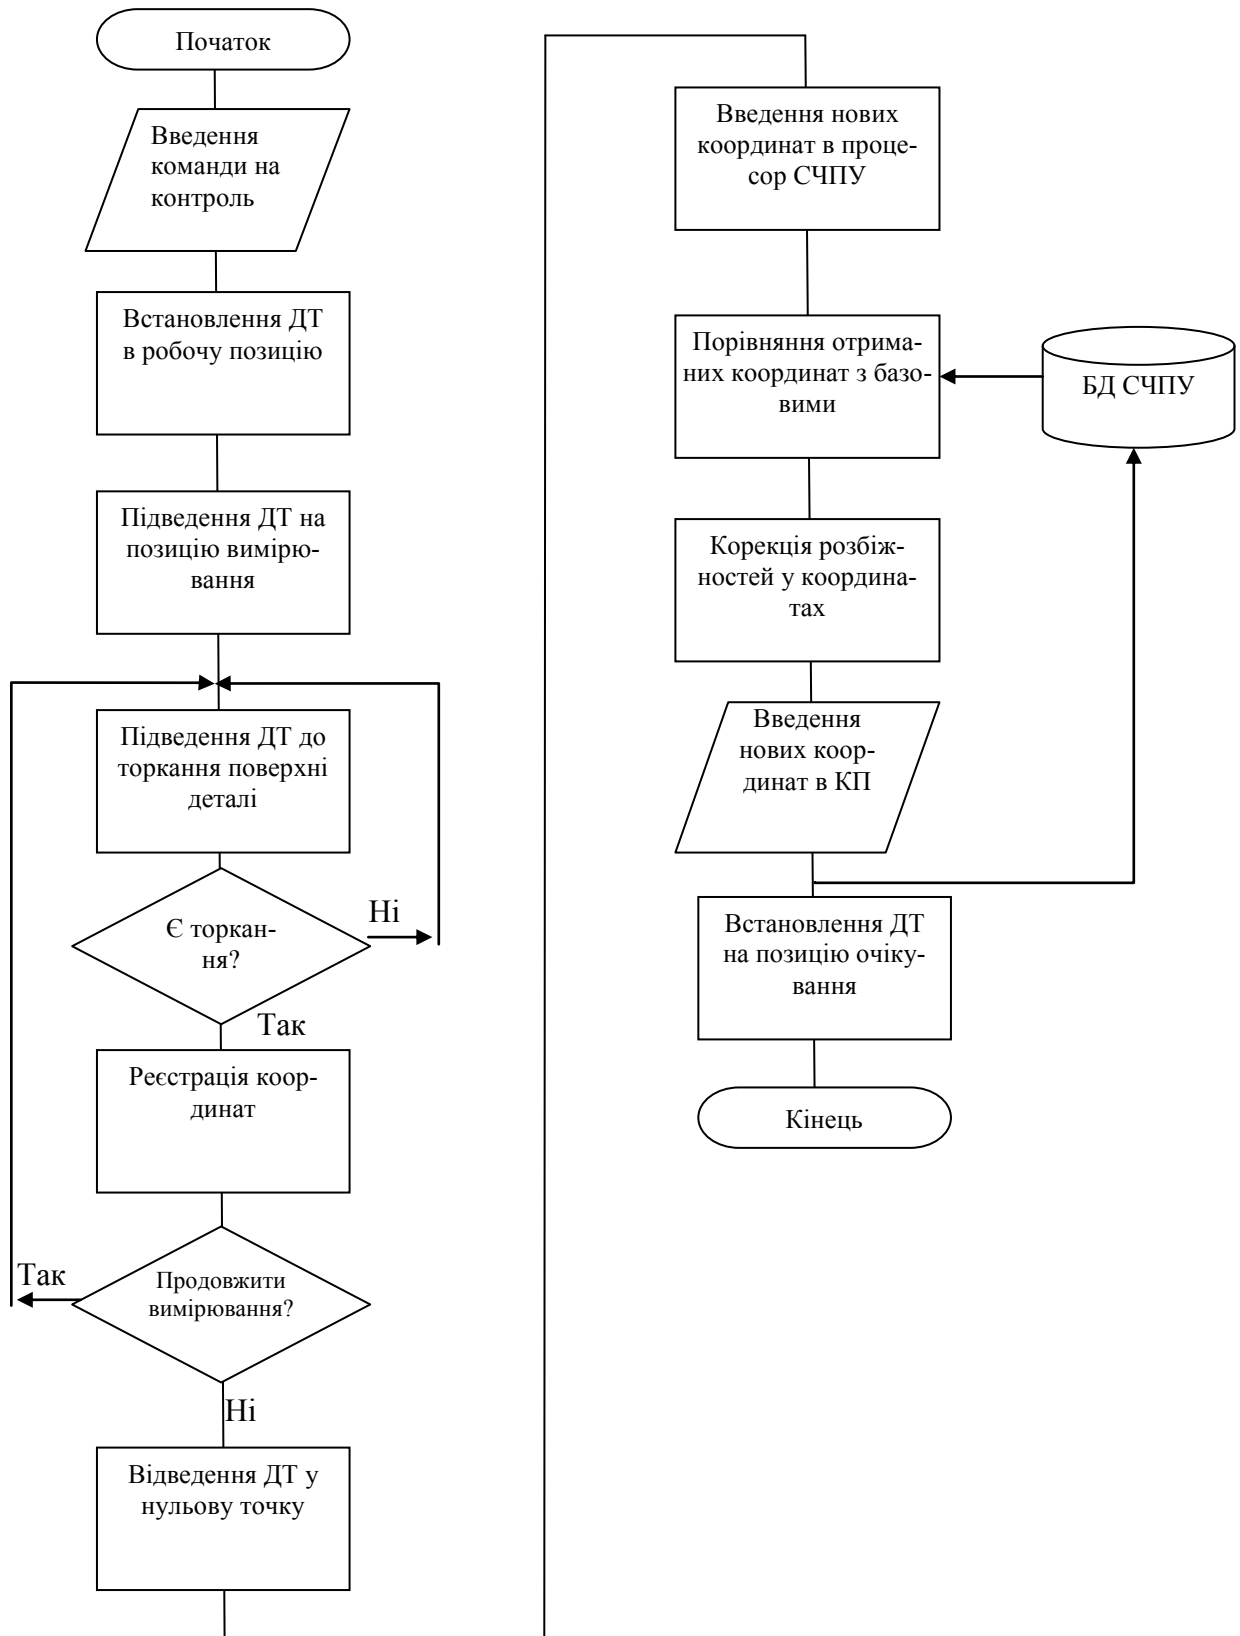 Початок
Введення
команди на
контроль
Встановлення ДТ
в робочу позицію
Підведення ДТ на
позицію вимірю-
вання
Підведення ДТ до
торкання поверхні
деталі
Є торкан-
ня?
Ні
Так
Реєстрація коор-
динат
Продовжити
вимірювання?
Так
Ні
Відведення ДТ у
нульову точку
Введення нових
координат в проце-
сор СЧПУ
Порівняння отрима-
них координат з базо-
вими
БД СЧПУ
Корекція розбіж-
ностей у координа-
тах
Введення
нових коор-
динат в КП
Встановлення ДТ
на позицію очіку-
вання
Кінець